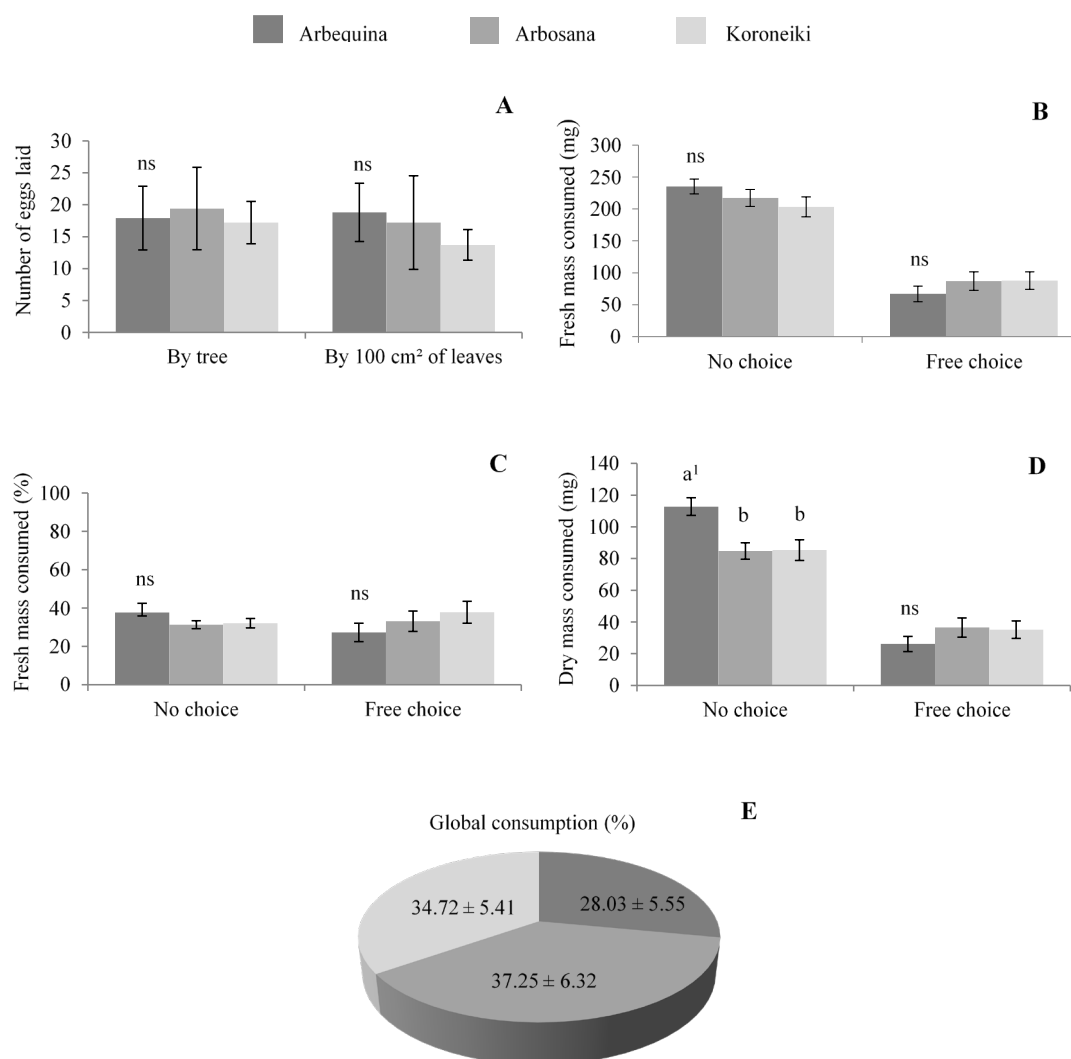 Arbequina Arbosana Koroneiki
A
Number of eggs laid
30
25
20
15
10
5
0
ns ns
By tree By 100 cm² of leaves
B
Fresh mass consumed (mg)
300
250
200
150
100
50
0
ns
ns
No choice Free choice
C
Fresh mass consumed (%)
100
80
60
40
20
0
ns ns
No choice Free choice
D
Dry mass consumed (mg)
140
120
100
80
60
40
20
0
a¹
b b
ns
No choice Free choice
E
Global consumption (%)
34.72 ± 5.41 28.03 ± 5.55
37.25 ± 6.32